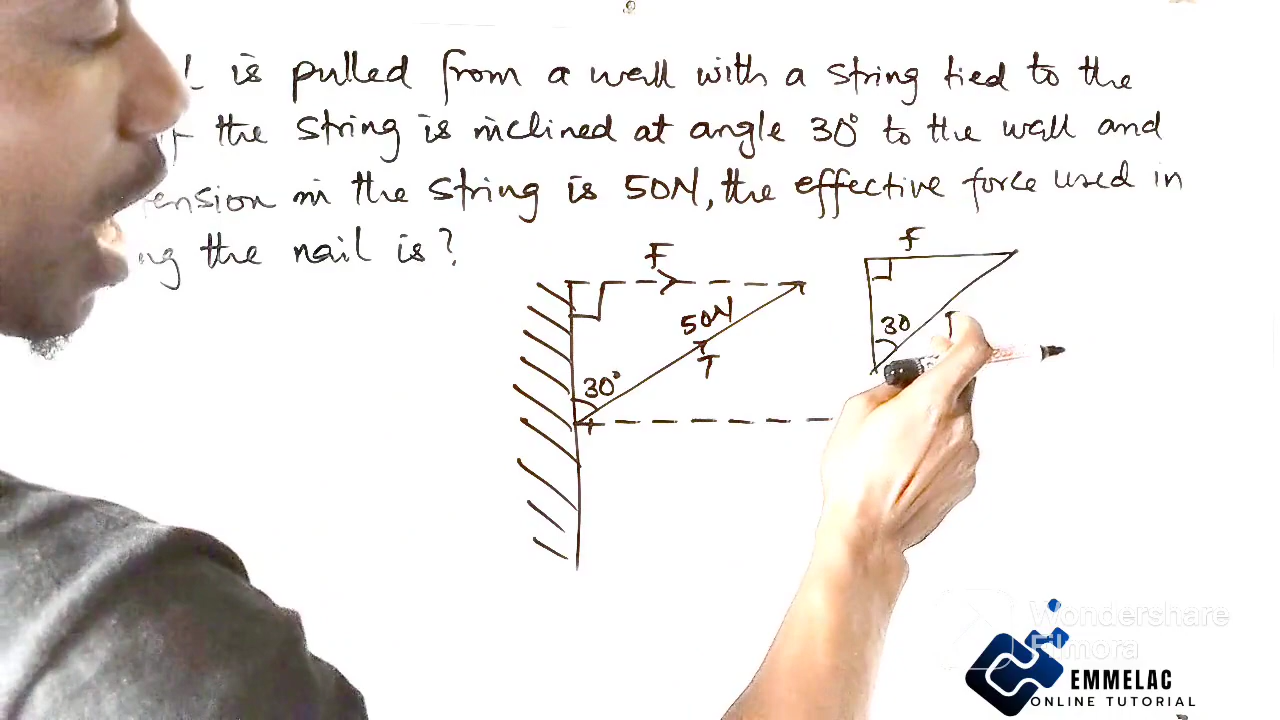 is pulled from a wall with a string tied to the
the string is inclined at angle 30° to the wall and
in the string is 50N, the effective force used in
the nail is?
F
f
50N
T
30
30°
Wondershare
Filmora
EMMELAC
ONLINE TUTORIAL